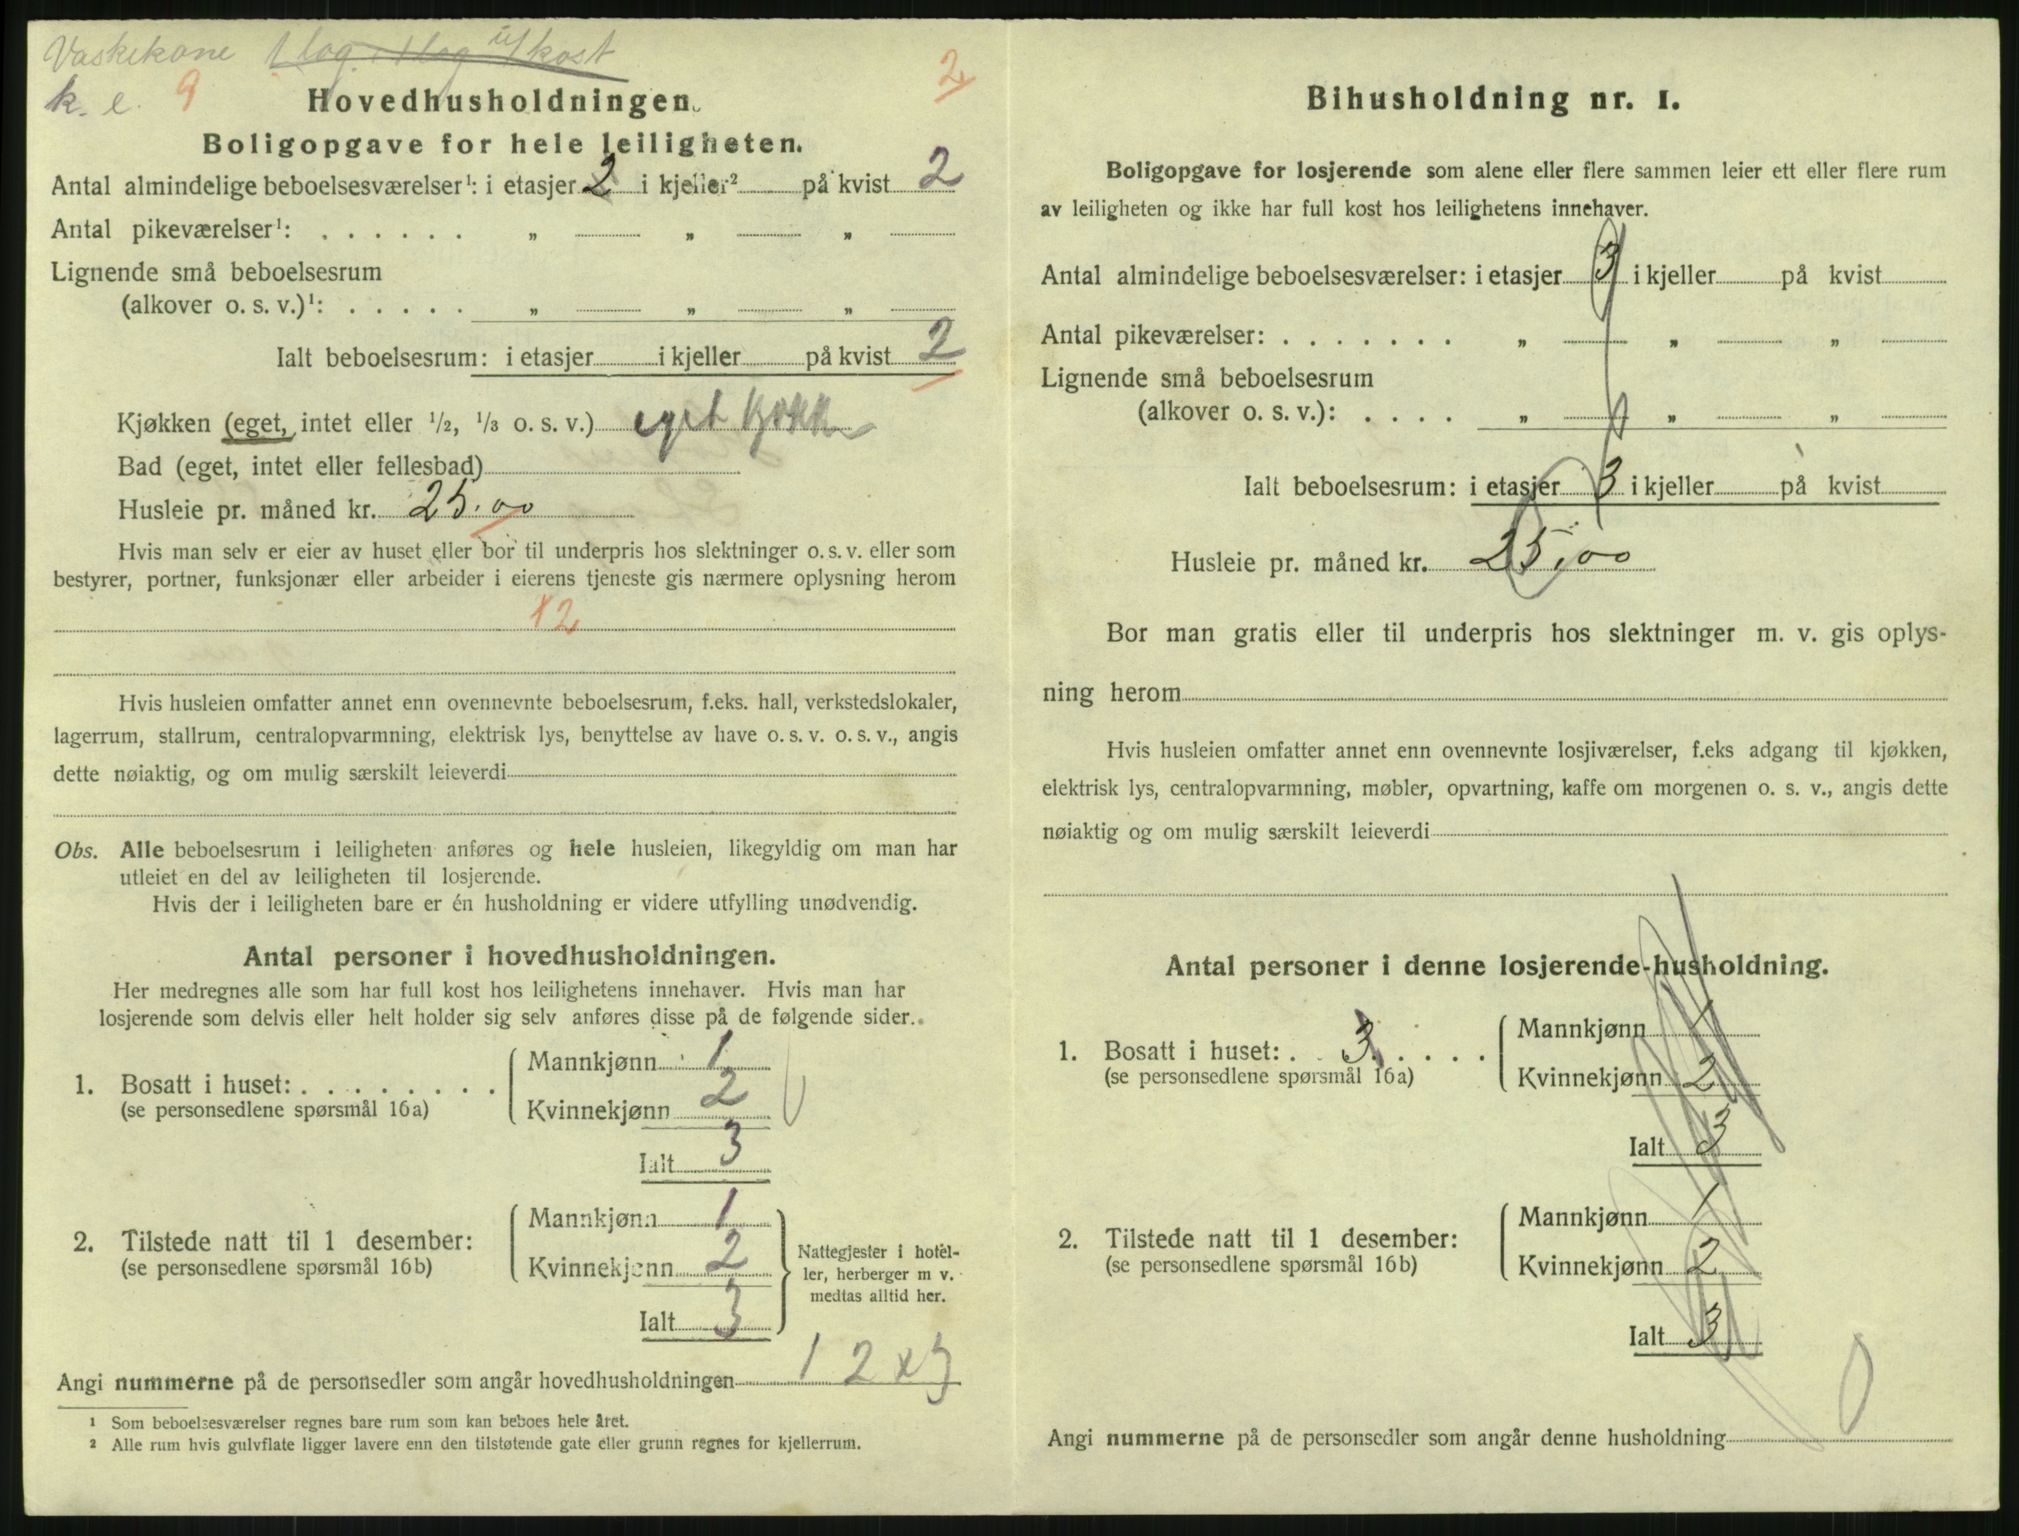 Vaskekone 1 log. 1 log u/kost
k. e. 9 2
Hovedhusholdningen.
Boligopgave for hele leiligheten.
Antal almindelige beboelsesværelser¹: i etasjer 2 i kjeller² på kvist 2
Antal pikeværelser¹: . . . . . . „ „ „
Lignende små beboelsesrum
(alkover o. s. v.)¹: . . . . . „ „ „
Ialt beboelsesrum: i etasjer i kjeller på kvist 2
Kjøkken (eget, intet eller 1/2, 1/3 o. s. v.) eget kjøkken
Bad (eget, intet eller fellesbad)
Husleie pr. måned kr. 25.00
Hvis man selv er eier av huset eller bor til underpris hos slektninger o. s. v. eller som
bestyrer, portner, funksjonær eller arbeider i eierens tjeneste gis nærmere oplysning herom
12
Hvis husleien omfatter annet enn ovennevnte beboelsesrum, f.eks. hall, verkstedslokaler,
lagerrum, stallrum, centralopvarmning, elektrisk lys, benyttelse av have o. s. v. o. s. v., angis
dette nøiaktig, og om mulig særskilt leieverdi
Obs. Alle beboelsesrum i leiligheten anføres og hele husleien, likegyldig om man har
utleiet en del av leiligheten til losjerende.
Hvis der i leiligheten bare er én husholdning er videre utfylling unødvendig.
Antal personer i hovedhusholdningen.
Her medregnes alle som har full kost hos leilighetens innehaver. Hvis man har
losjerende som delvis eller helt holder sig selv anføres disse på de følgende sider.
Mannkjønn 1
1. Bosatt i huset: . . . . . . . .
(se personsedlene spørsmål 16a)
Kvinnekjønn 2
Ialt 3
Mannkjønn 1
2. Tilstede natt til 1 desember:
(se personsedlene spørsmål 16b)
Kvinnekjønn 2
Ialt 3
Nattegjester i hotel-
ler, herberger m v.
medtas alltid her.
Angi nummerne på de personsedler som angår hovedhusholdningen 1 2 x 3
¹ Som beboelsesværelser regnes bare rum som kan beboes hele året.
² Alle rum hvis gulvflate ligger lavere enn den tilstøtende gate eller grunn regnes for kjellerrum.
Bihusholdning nr. 1.
Boligopgave for losjerende som alene eller flere sammen leier ett eller flere rum
av leiligheten og ikke har full kost hos leilighetens innehaver.
Antal almindelige beboelsesværelser: i etasjer 3 i kjeller på kvist
Antal pikeværelser: . . . . . . . „ „ „
Lignende små beboelsesrum
(alkover o. s. v.): . . . . „ „ „
Ialt beboelsesrum: i etasjer 3 i kjeller på kvist
Husleie pr. måned kr. 25.00
Bor man gratis eller til underpris hos slektninger m. v. gis oplys-
ning herom
Hvis husleien omfatter annet enn ovennevnte losjiværelser, f.eks adgang til kjøkken,
elektrisk lys, centralopvarmning, møbler, opvartning, kaffe om morgenen o. s. v., angis dette
nøiaktig og om mulig særskilt leieverdi
Antal personer i denne losjerende-husholdning.
Mannkjønn 1
1. Bosatt i huset: . . 3 . . . .
(se personsedlene spørsmål 16a)
Kvinnekjønn 2
Ialt 3
Mannkjønn 1
2. Tilstede natt til 1 desember:
(se personsedlene spørsmål 16b)
Kvinnekjønn 2
Ialt 3
0
Angi nummerne på de personsedler som angår denne husholdning